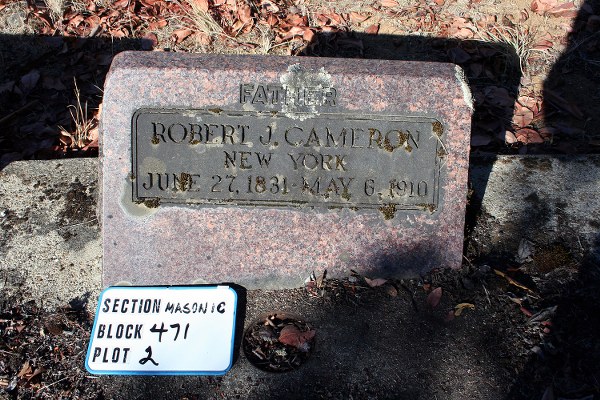 FATHER
ROBERT J. CAMERON
NEW YORK
JUNE 27, 1831 - MAY 6, 1910
SECTION MASONIC
BLOCK 471
PLOT 2